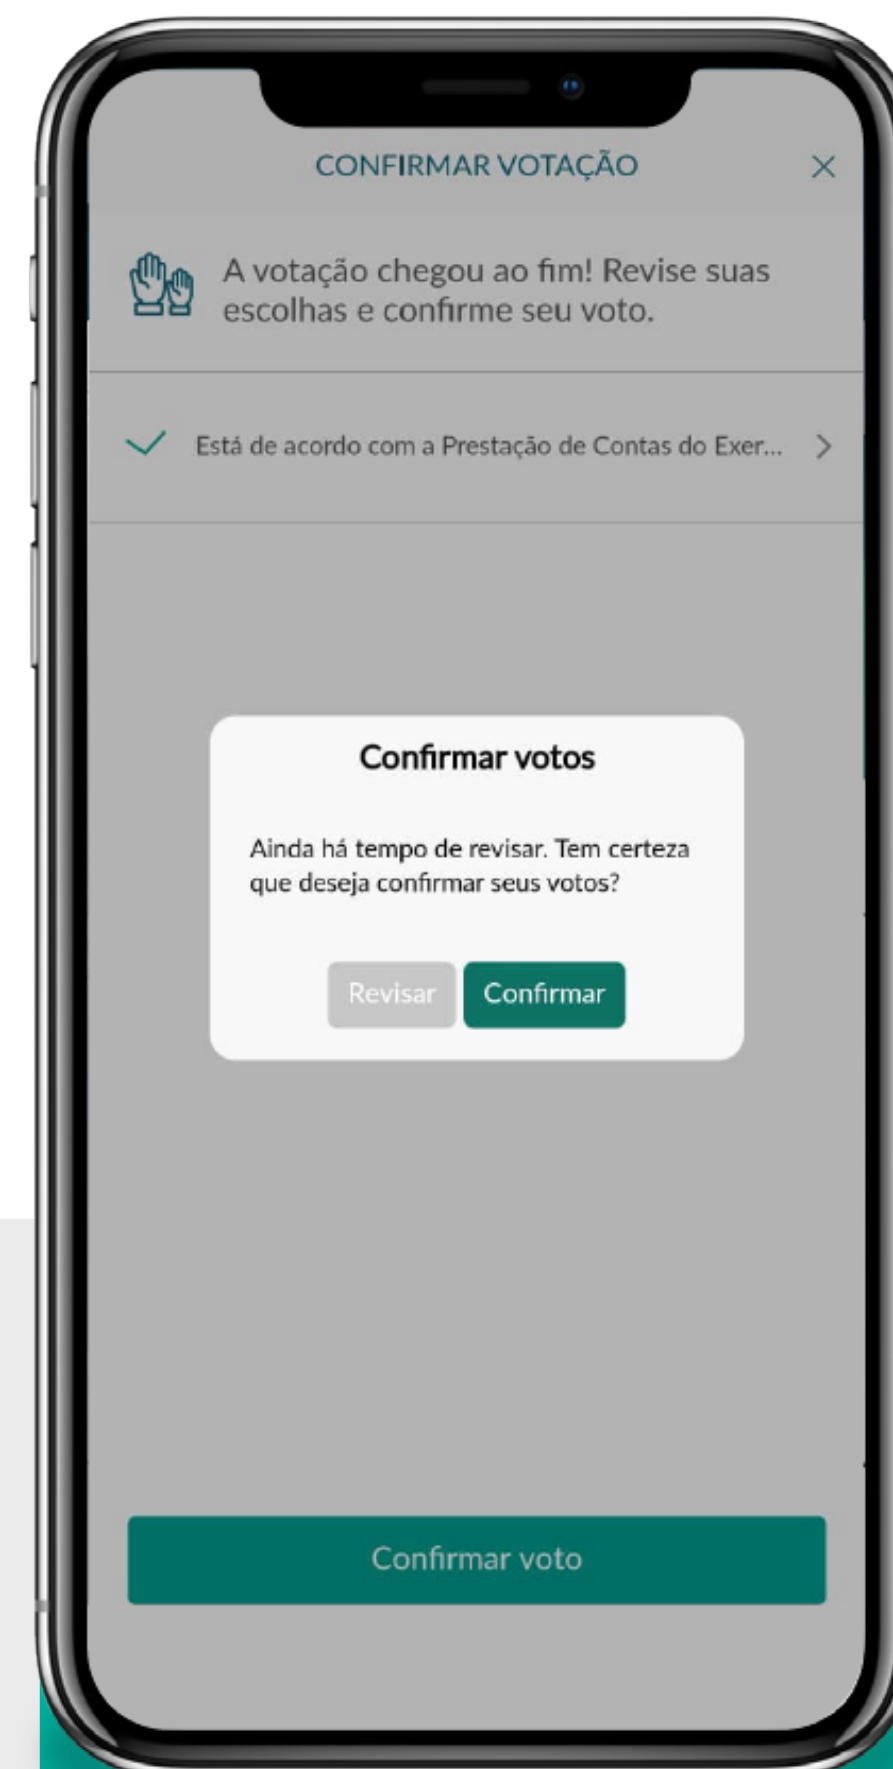 CONFIRMAR VOTAÇÃO
A votação chegou ao fim! Revise suas
escolhas e confirme seu voto.
Está de acordo com a Prestação de Contas do Exer...
Confirmar votos
Ainda há tempo de revisar. Tem certeza
que deseja confirmar seus votos?
Revisar Confirmar
Confirmar voto